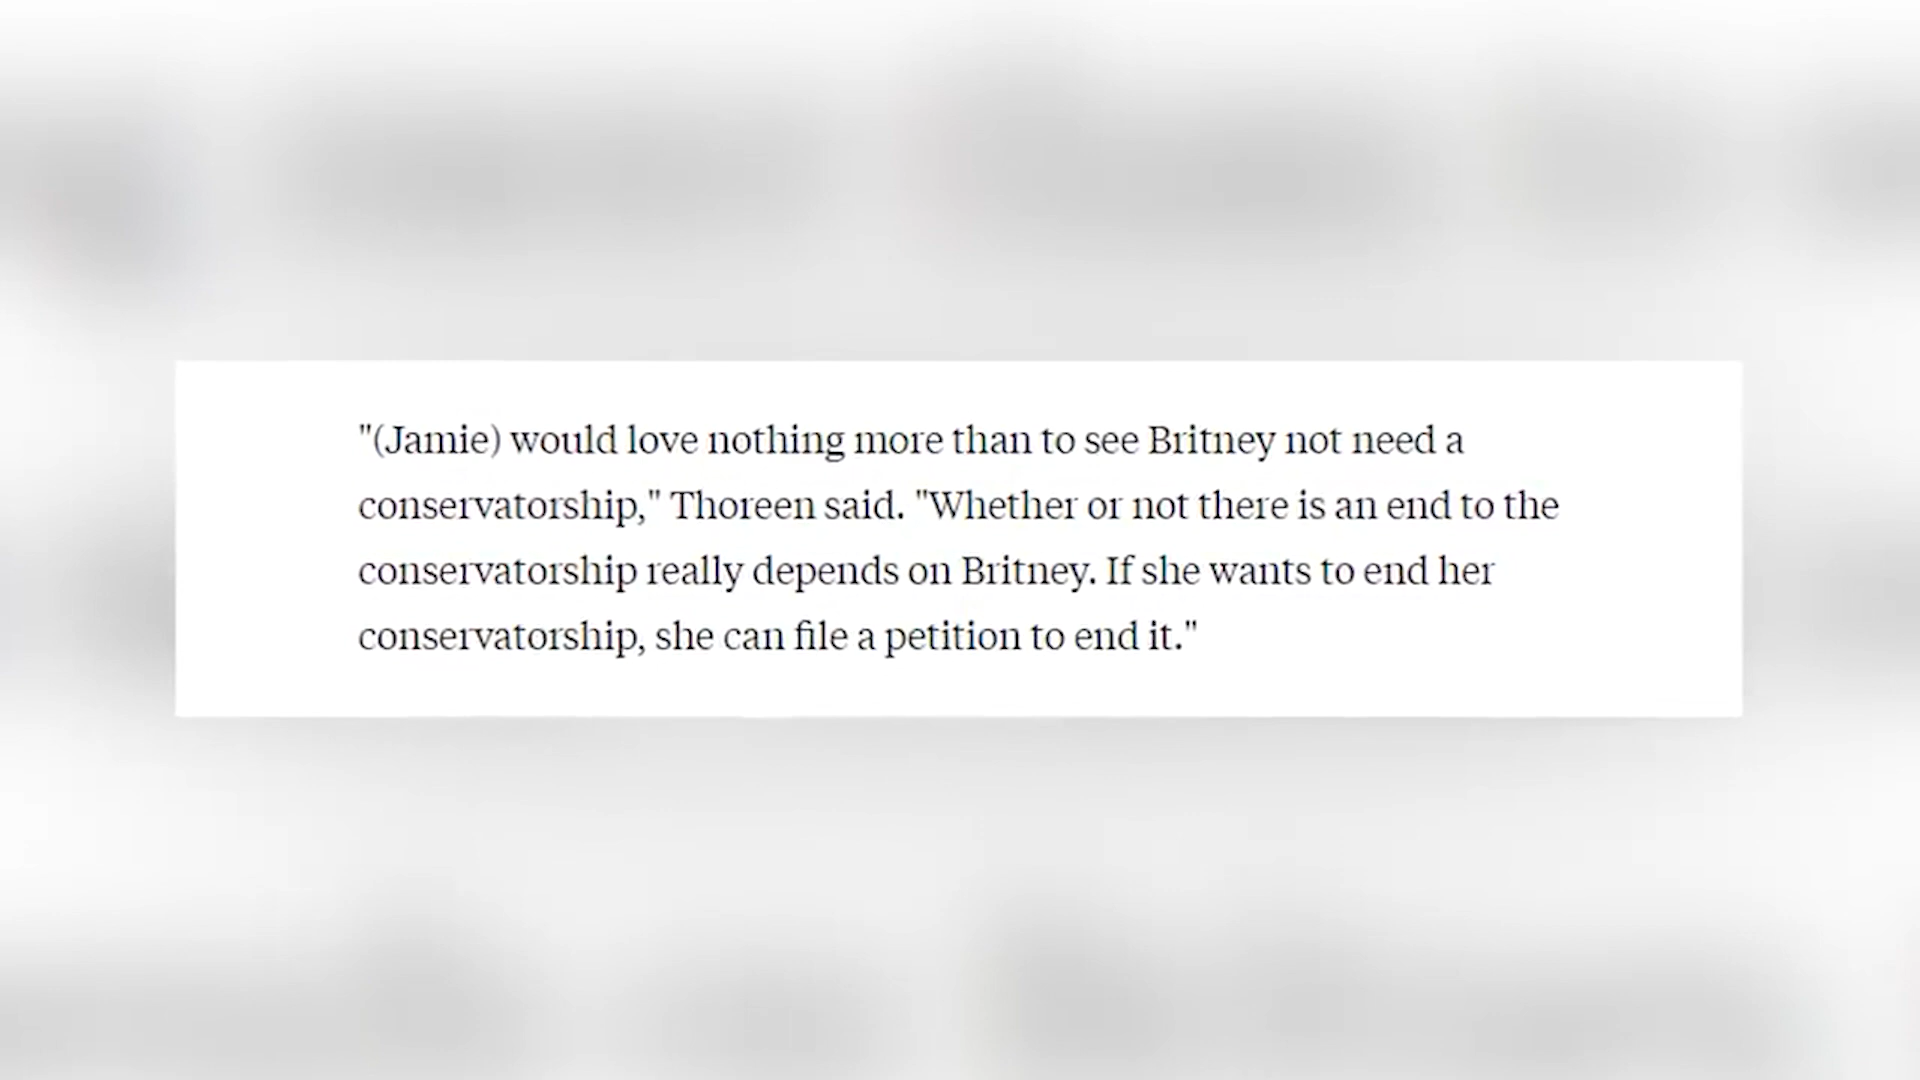 "(Jamie) would love nothing more than to see Britney not need a
conservatorship," Thoreen said. "Whether or not there is an end to the
conservatorship really depends on Britney. If she wants to end her
conservatorship, she can file a petition to end it."